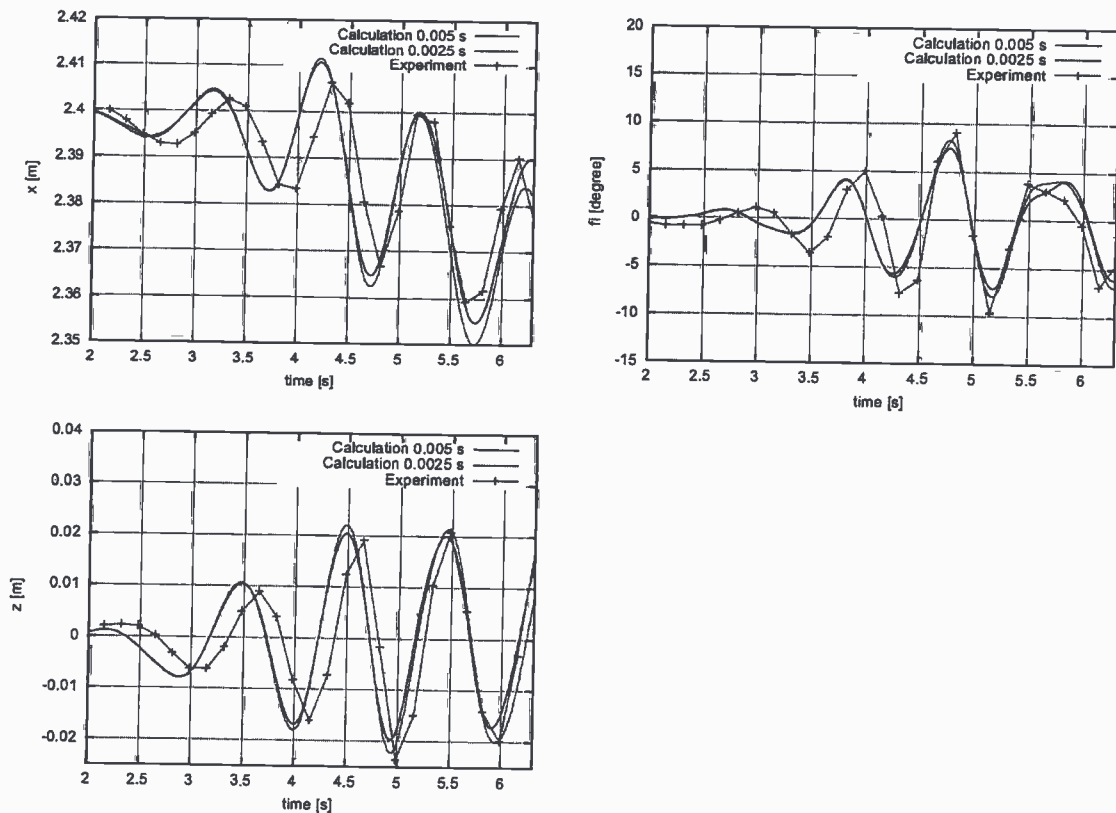 2.42
2.41
2.4
2.39
2.38
2.37
2.36
2.35
x [m]
Calculation 0.005 s
Calculation 0.0025 s
Experiment
2 2.5 3 3.5 4 4.5 5 5.5 6
time [s]
20
15
10
5
0
-5
-10
-15
fi [degree]
Calculation 0.005 s
Calculation 0.0025 s
Experiment
2 2.5 3 3.5 4 4.5 5 5.5 6
time [s]
0.04
0.03
0.02
0.01
0
-0.01
-0.02
z [m]
Calculation 0.005 s
Calculation 0.0025 s
Experiment
2 2.5 3 3.5 4 4.5 5 5.5 6
time [s]